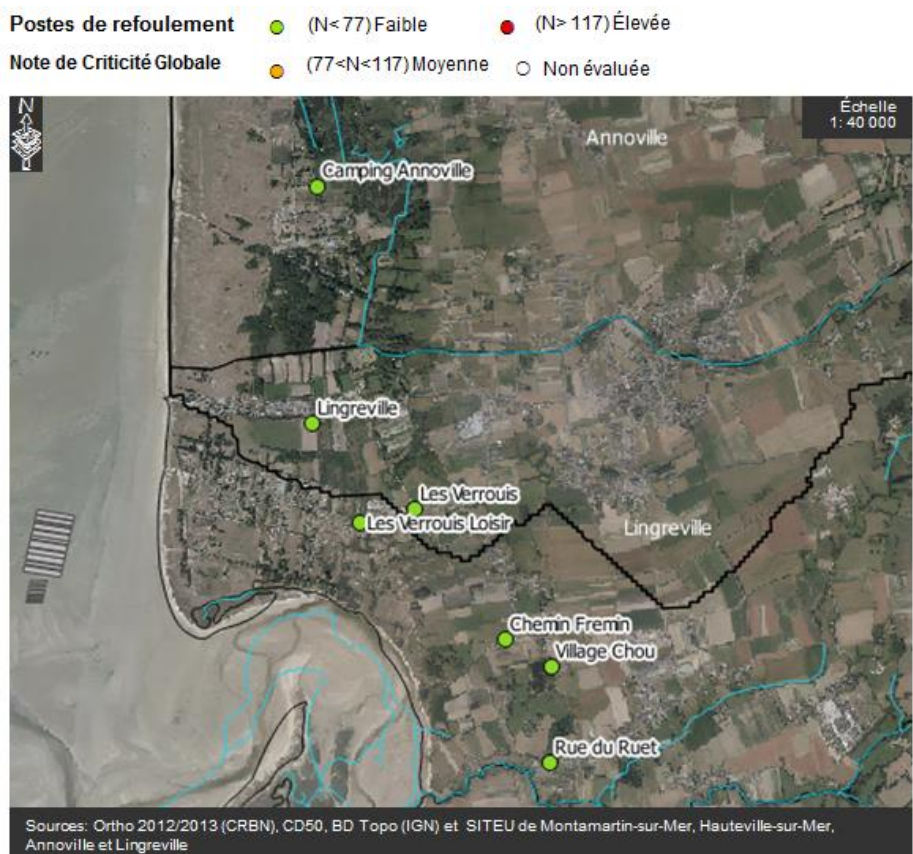 Postes de refoulement (N< 77) Faible (N> 117) Élevée
Note de Criticité Globale (77<N<117) Moyenne Non évaluée
N
Échelle
1: 40 000
Annoville
Camping Annoville
Lingreville
Les Verrouis
Les Verrouis Loisir
Lingreville
Chemin Fremin
Village Chou
Rue du Ruet
Sources: Ortho 2012/2013 (CRBN), CD50, BD Topo (IGN) et SITEU de Montamartin-sur-Mer, Hauteville-sur-Mer,
Annoville et Lingreville